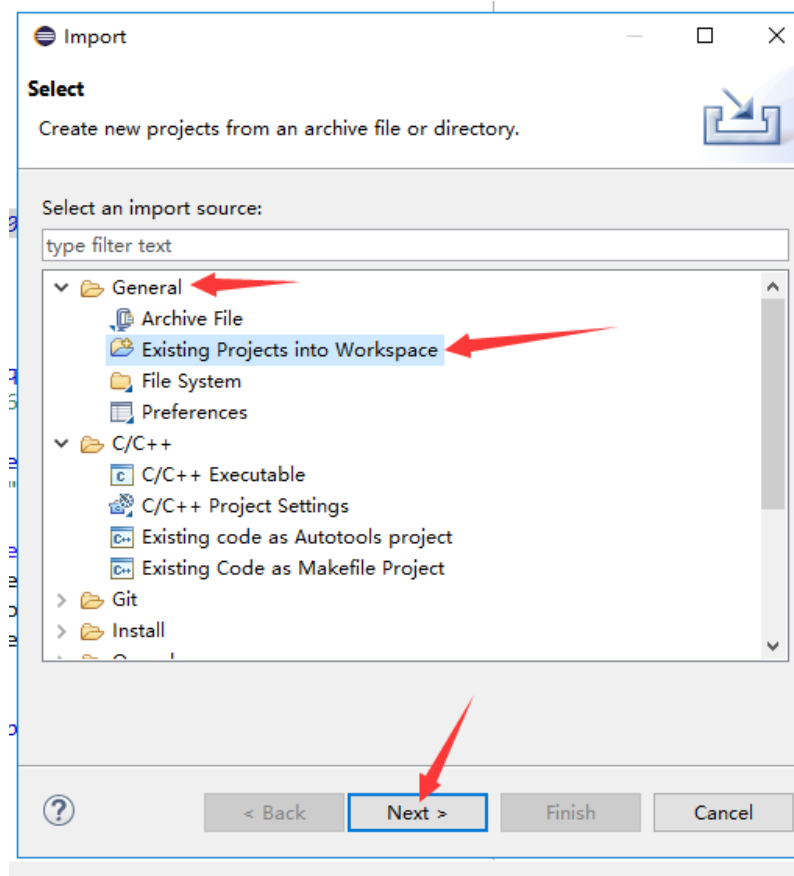 Import
Select
Create new projects from an archive file or directory.
Select an import source:
type filter text
General
Archive File
Existing Projects into Workspace
File System
Preferences
C/C++
C/C++ Executable
C/C++ Project Settings
Existing code as Autotools project
Existing Code as Makefile Project
Git
Install
< Back
Next >
Finish
Cancel